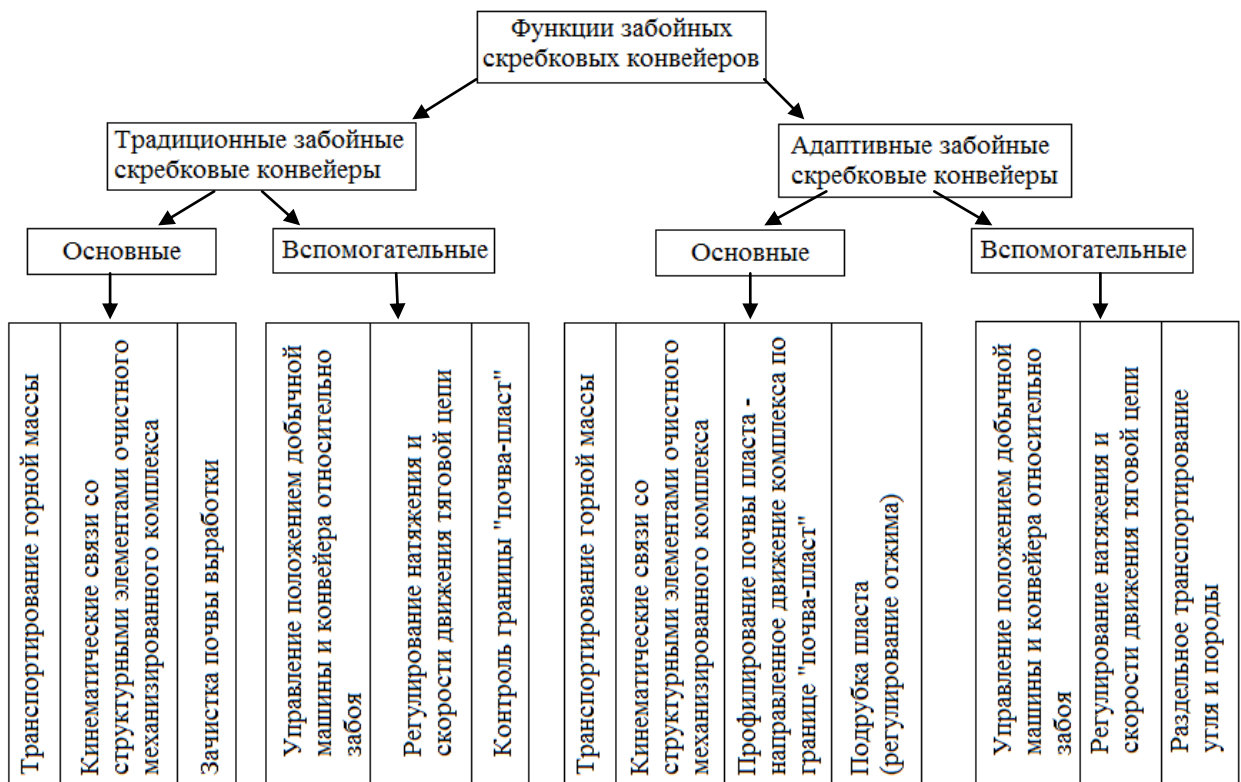 Функции забойных
скребковых конвейеров
Традиционные забойные
скребковые конвейеры
Адаптивные забойные
скребковые конвейеры
Основные
Вспомогательные
Основные
Вспомогательные
Транспортирование горной массы
Кинематические связи со
структурными элементами очистного
механизированного комплекса
Зачистка почвы выработки
Управление положением добычной
машины и конвейера относительно
забоя
Регулирование натяжения и
скорости движения тяговой цепи
Контроль границы "почва-пласт"
Транспортирование горной массы
Кинематические связи со
структурными элементами очистного
механизированного комплекса
Профилирование почвы пласта -
направленное движение комплекса по
границе "почва-пласт"
Подрубка пласта
(регулирование отжима)
Управление положением добычной
машины и конвейера относительно
забоя
Регулирование натяжения и
скорости движения тяговой цепи
Раздельное транспортирование
угля и породы